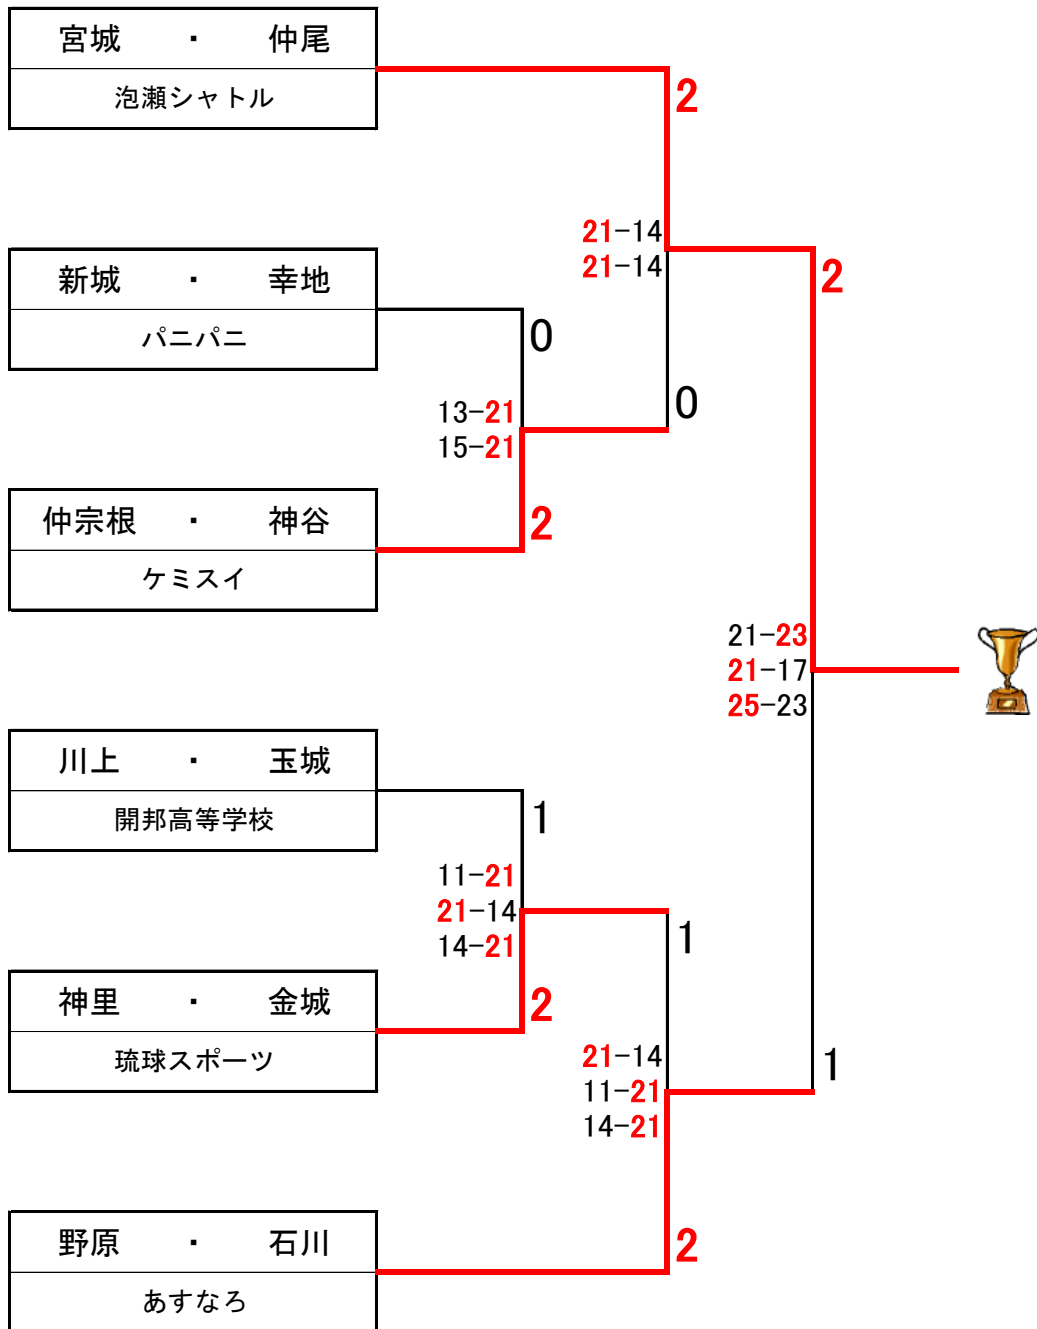 宮城 ・ 仲尾
泡瀬シャトル
2
21-14
21-14
新城 ・ 幸地
パニパニ
2
0
13-21
15-21
0
仲宗根 ・ 神谷
ケミスイ
2
21-23
21-17
25-23
川上 ・ 玉城
開邦高等学校
1
11-21
21-14
14-21
1
神里 ・ 金城
琉球スポーツ
2
21-14
11-21
14-21
1
野原 ・ 石川
あすなろ
2